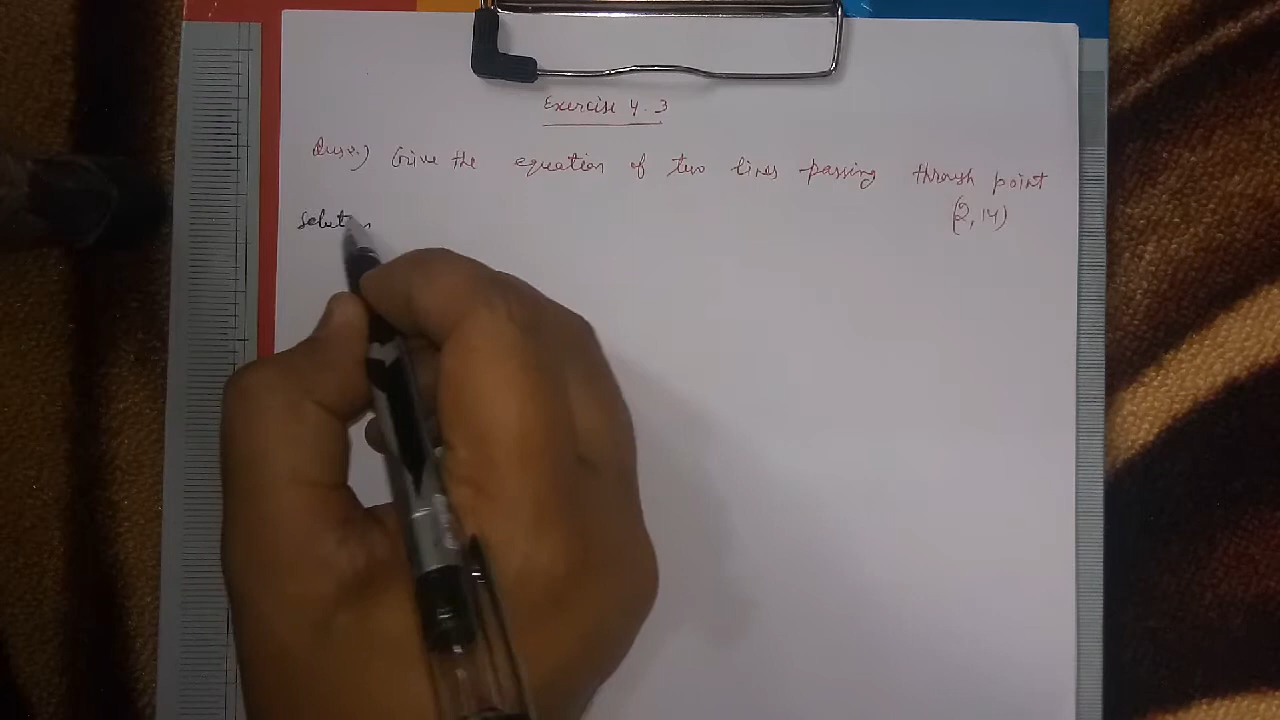 Exercise 4.3
Ques.) Give the equation of two lines passing through point
(2, 14)
Solution